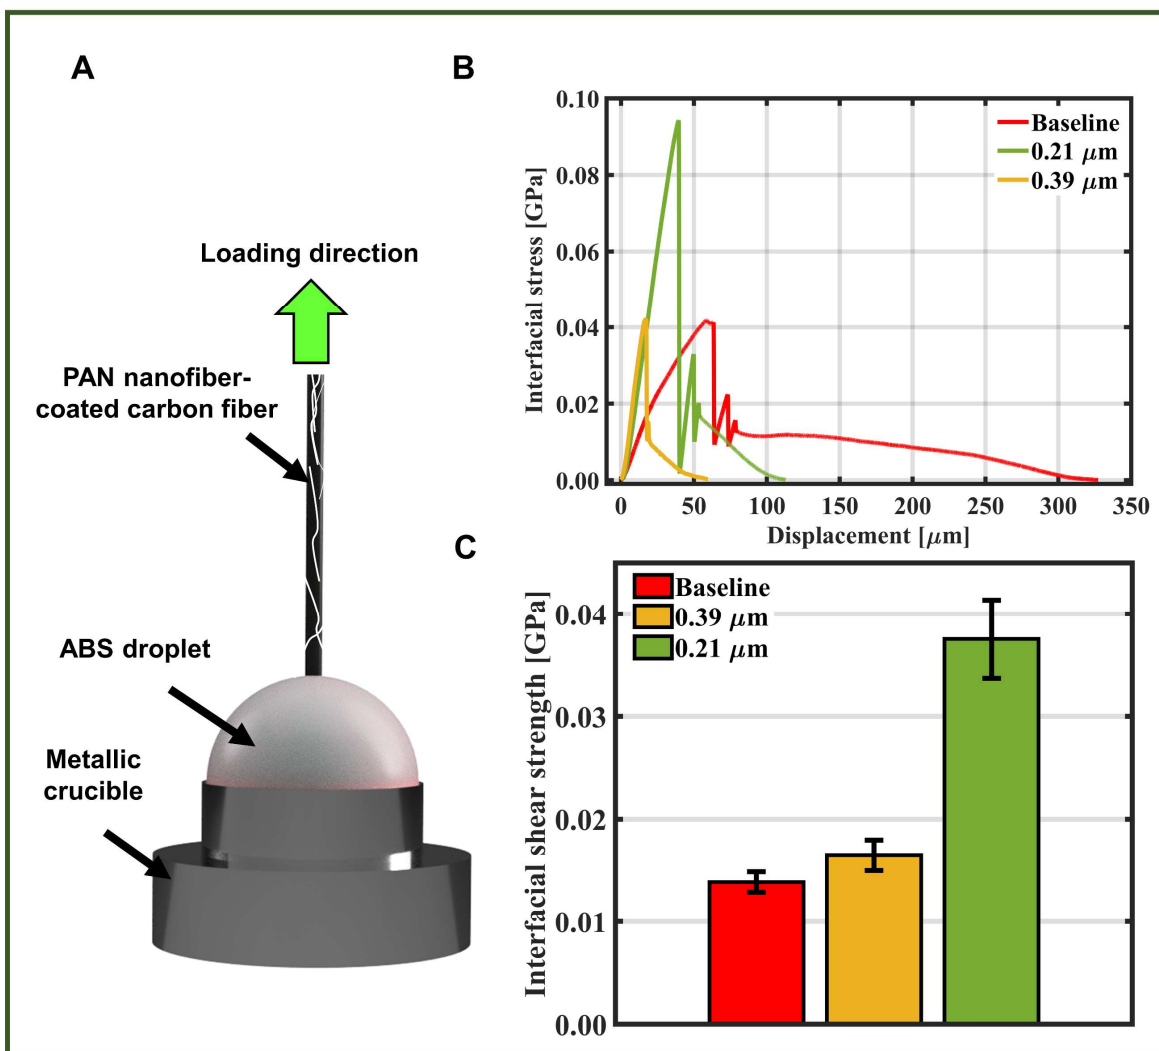 A
Loading direction
PAN nanofiber-
coated carbon fiber
ABS droplet
Metallic
crucible
B
Interfacial stress [GPa]
0.10
0.08
0.06
0.04
0.02
0.00
Baseline
0.21 μm
0.39 μm
0 50 100 150 200 250 300 350
Displacement [μm]
C
Interfacial shear strength [GPa]
0.04
0.03
0.02
0.01
0.00
Baseline
0.39 μm
0.21 μm